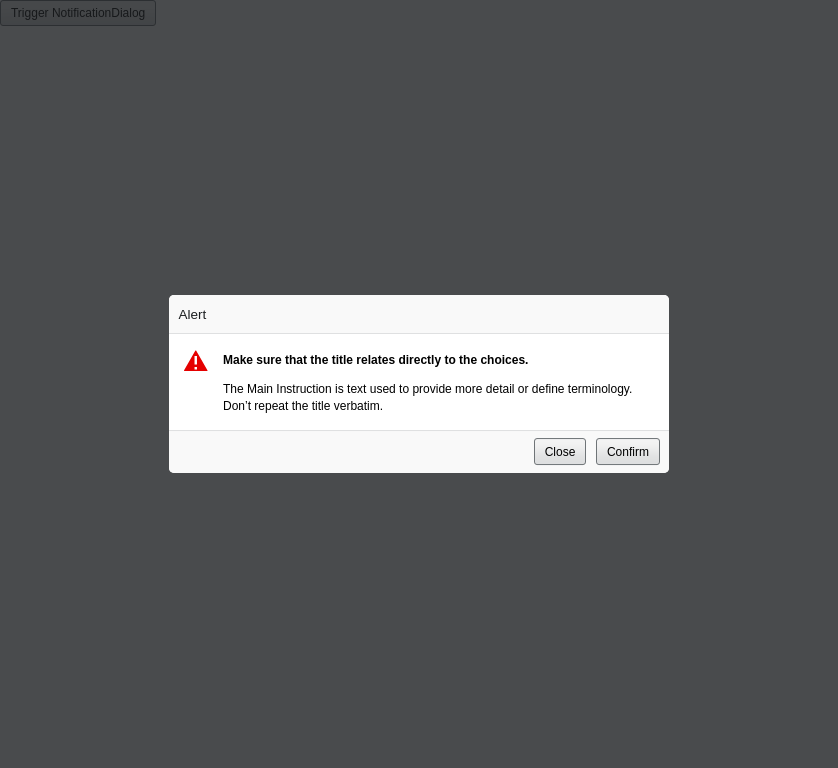 Trigger NotificationDialog
Alert
Make sure that the title relates directly to the choices.
The Main Instruction is text used to provide more detail or define terminology.
Don’t repeat the title verbatim.
Close Confirm